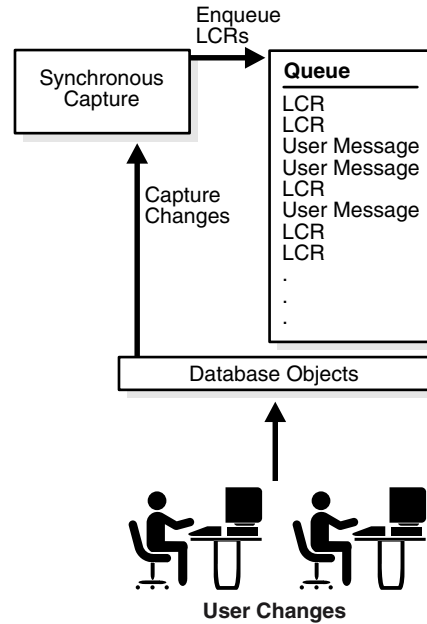 Enqueue
LCRs
Synchronous
Capture
Queue
LCR
LCR
User Message
User Message
LCR
User Message
LCR
LCR
.
.
.
Capture
Changes
Database Objects
User Changes